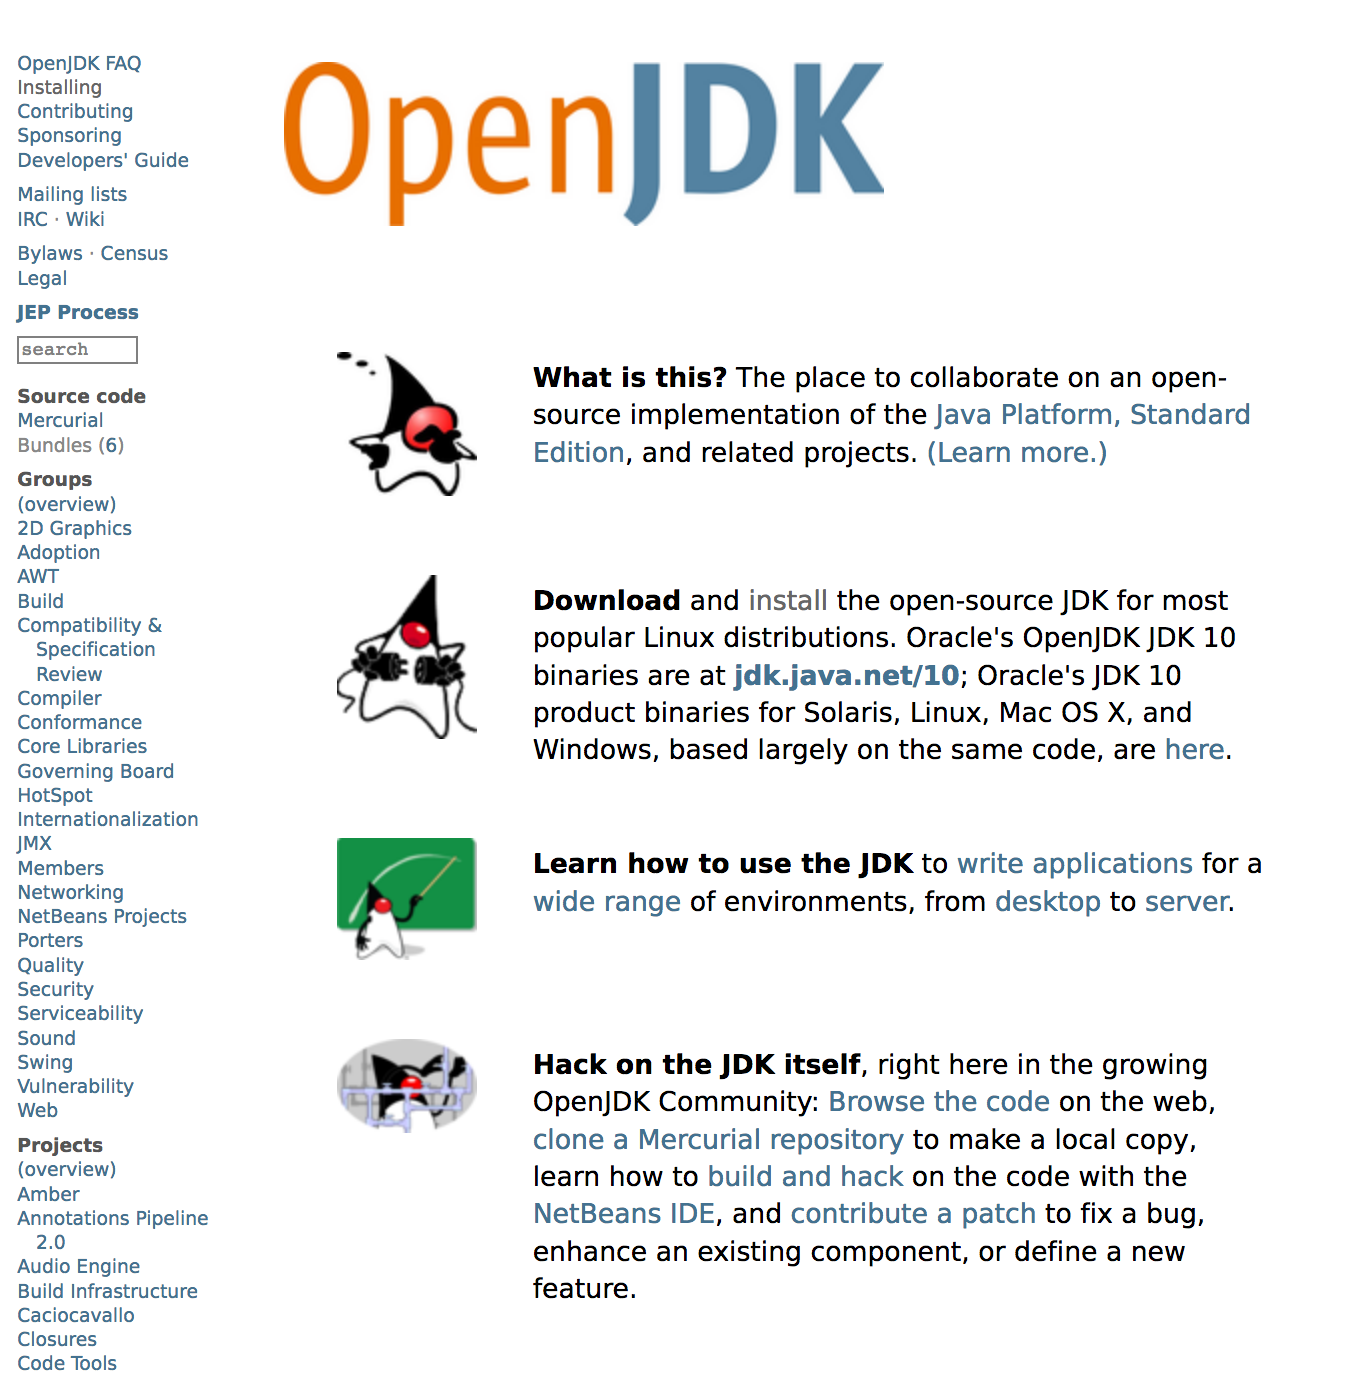 OpenJDK FAQ
Installing
Contributing
Sponsoring
Developers' Guide
Mailing lists
IRC · Wiki
Bylaws · Census
Legal
JEP Process
search
Source code
Mercurial
Bundles (6)
Groups
(overview)
2D Graphics
Adoption
AWT
Build
Compatibility &
Specification
Review
Compiler
Conformance
Core Libraries
Governing Board
HotSpot
Internationalization
JMX
Members
Networking
NetBeans Projects
Porters
Quality
Security
Serviceability
Sound
Swing
Vulnerability
Web
Projects
(overview)
Amber
Annotations Pipeline
2.0
Audio Engine
Build Infrastructure
Caciocavallo
Closures
Code Tools
OpenJDK
What is this? The place to collaborate on an open-
source implementation of the Java Platform, Standard
Edition, and related projects. (Learn more.)
Download and install the open-source JDK for most
popular Linux distributions. Oracle's OpenJDK JDK 10
binaries are at jdk.java.net/10; Oracle's JDK 10
product binaries for Solaris, Linux, Mac OS X, and
Windows, based largely on the same code, are here.
Learn how to use the JDK to write applications for a
wide range of environments, from desktop to server.
Hack on the JDK itself, right here in the growing
OpenJDK Community: Browse the code on the web,
clone a Mercurial repository to make a local copy,
learn how to build and hack on the code with the
NetBeans IDE, and contribute a patch to fix a bug,
enhance an existing component, or define a new
feature.